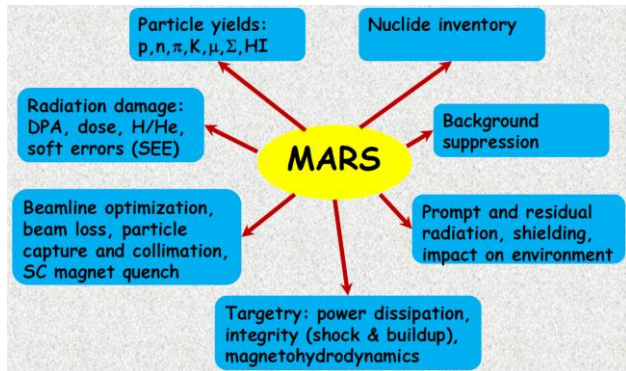 Particle yields:
p,n,π,K,μ,Σ,HI
Nuclide inventory
Radiation damage:
DPA, dose, H/He,
soft errors (SEE)
Background
suppression
MARS
Beamline optimization,
beam loss, particle
capture and collimation,
SC magnet quench
Prompt and residual
radiation, shielding,
impact on environment
Targetry: power dissipation,
integrity (shock & buildup),
magnetohydrodynamics